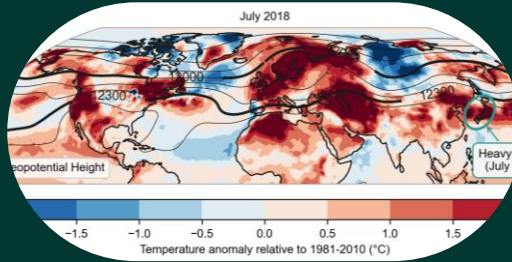 July 2018
12000
12300
12300
eopotential Height
Heavy
(July
−1.5 −1.0 −0.5 0.0 0.5 1.0 1.5
Temperature anomaly relative to 1981-2010 (°C)